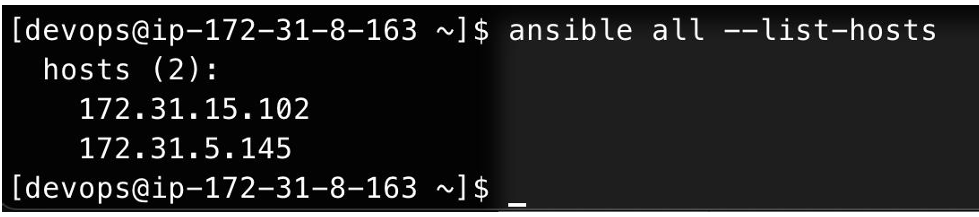 [devops@ip-172-31-8-163 ~]$ ansible all --list-hosts
  hosts (2):
    172.31.15.102
    172.31.5.145
[devops@ip-172-31-8-163 ~]$ _